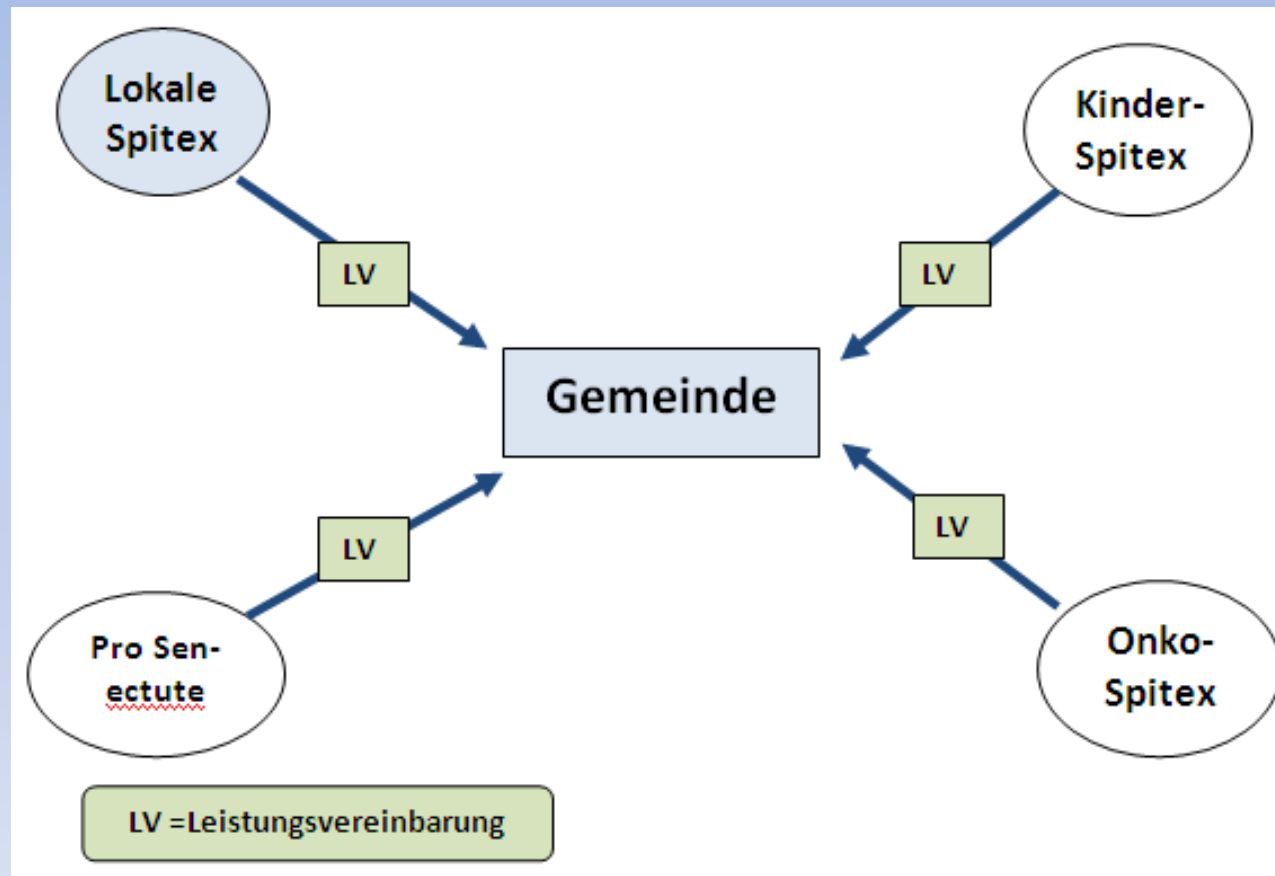 Lokale
Spitex
Kinder-
Spitex
LV
LV
Gemeinde
LV
LV
Pro Sen-
ectute
Onko-
Spitex
LV =Leistungsvereinbarung